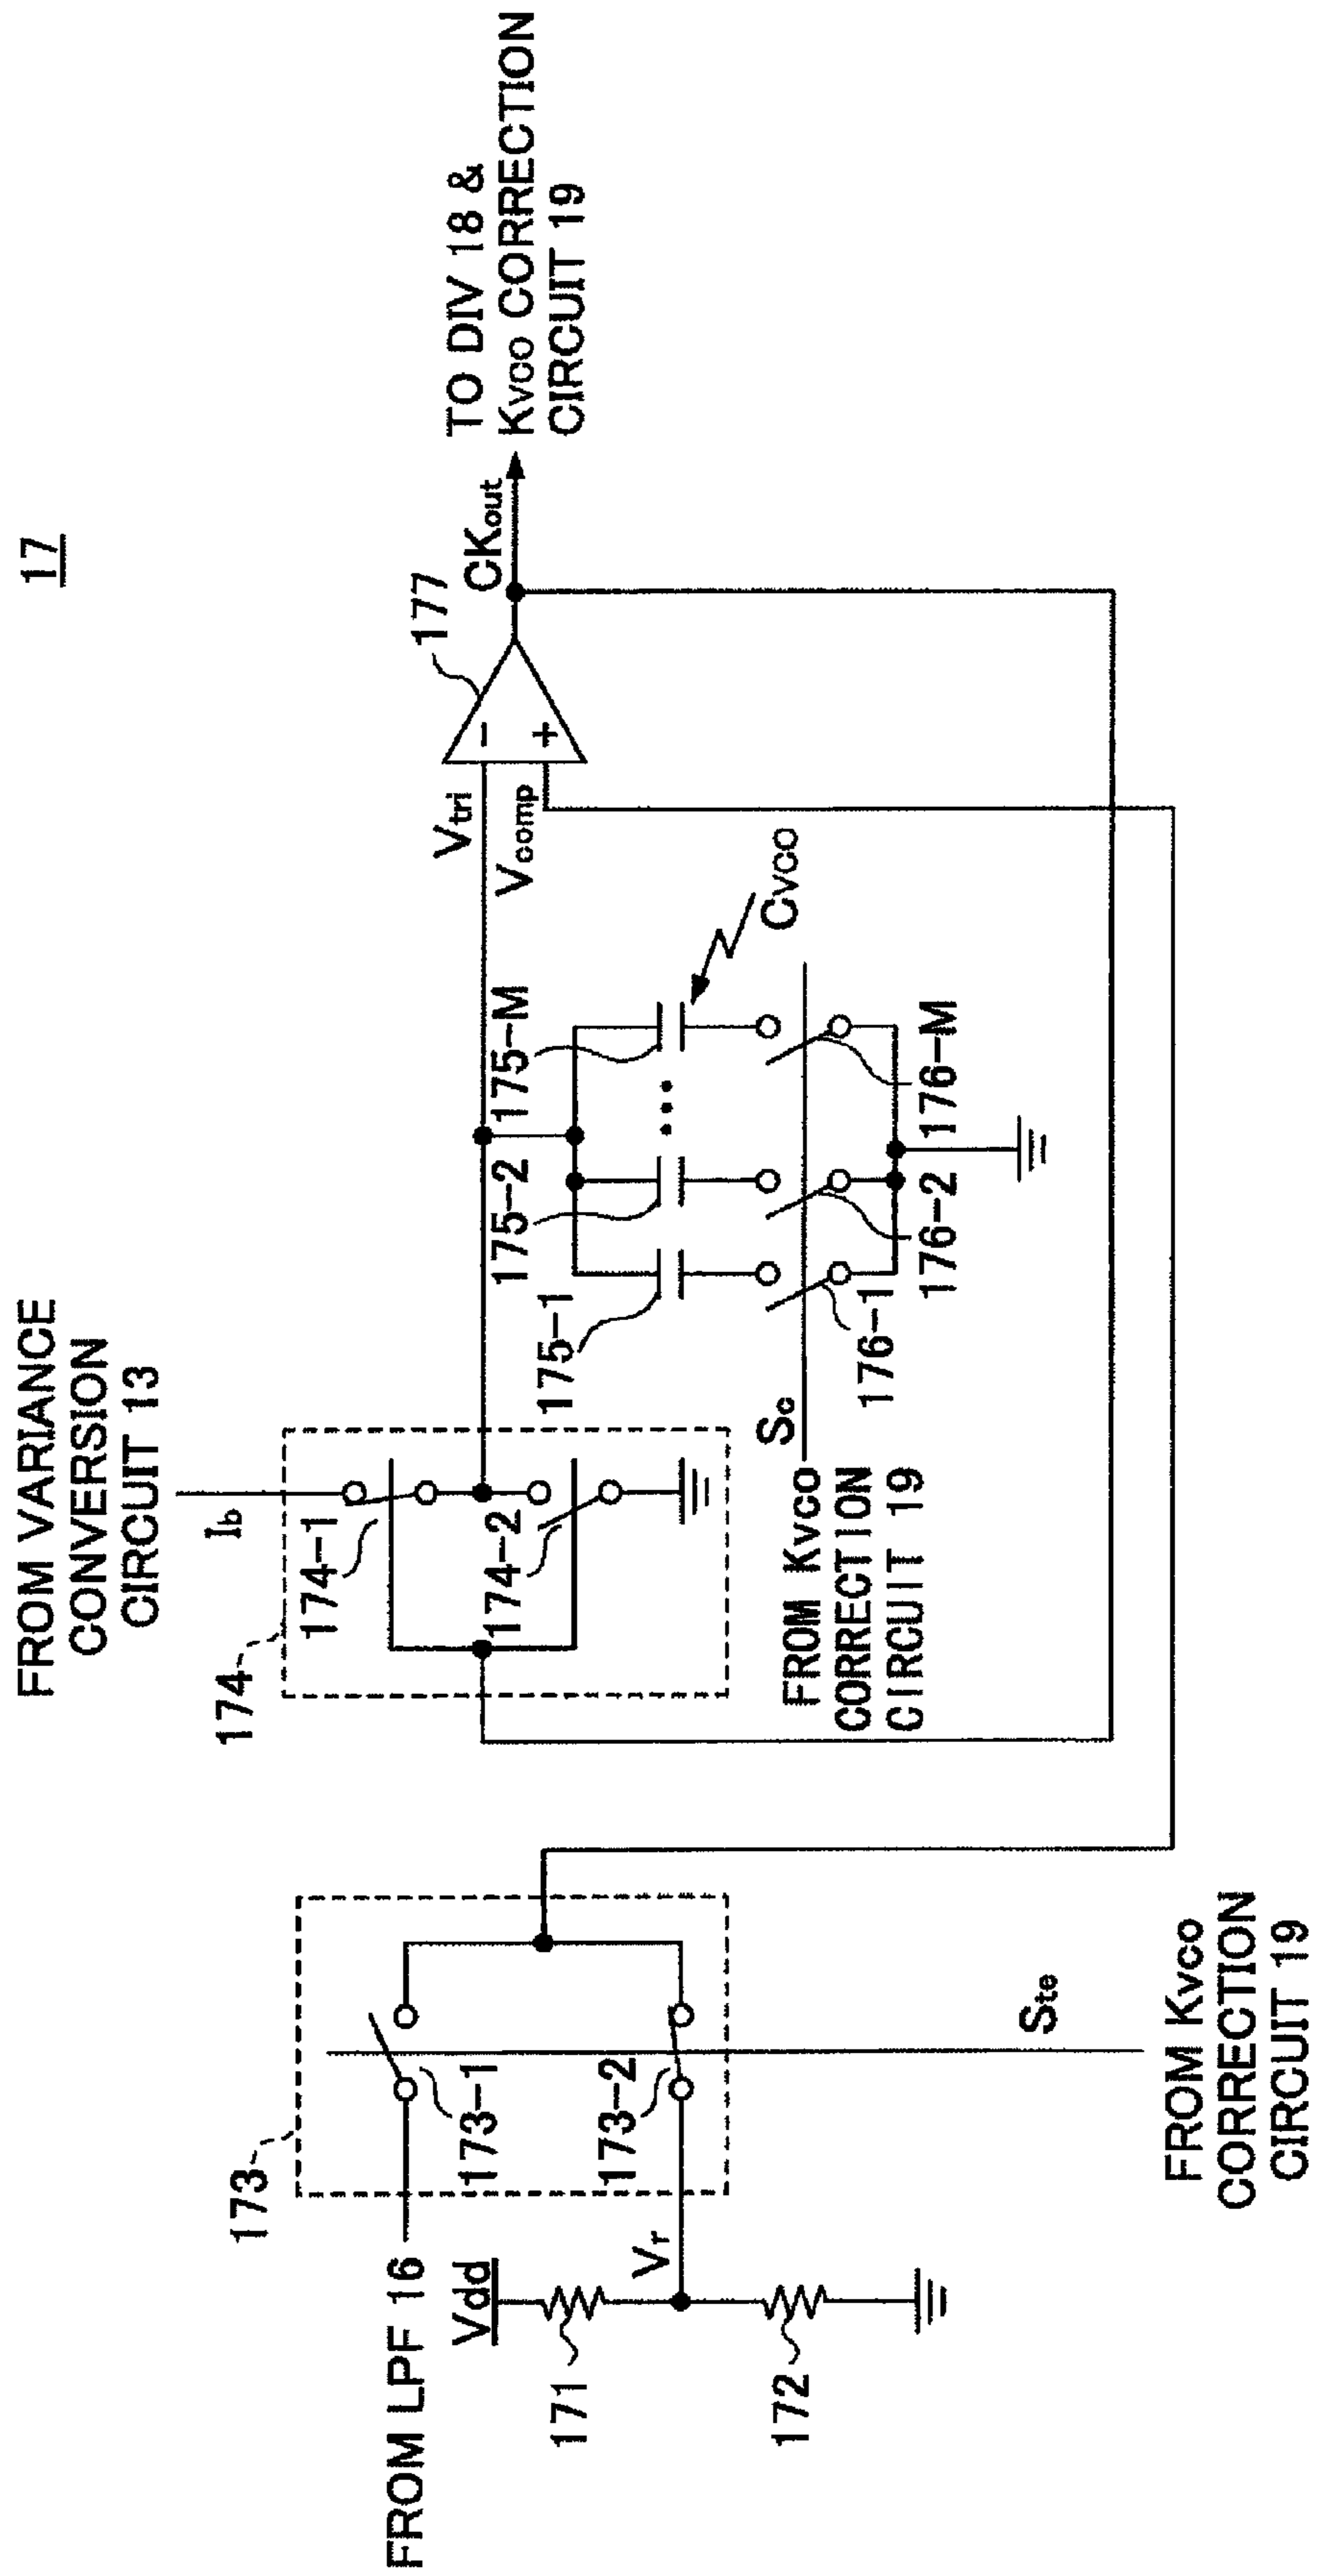 17
FROM VARIANCE
CONVERSION
CIRCUIT 13
Ib
174
174-1
174-2
173
173-1
173-2
FROM LPF 16
Vdd
171
Vr
172
Ste
FROM KVCO
CORRECTION
CIRCUIT 19
Sc
FROM KVCO
CORRECTION
CIRCUIT 19
175-1
175-2
175-M
...
CVCO
176-1
176-2
176-M
Vtri
Vcomp
-
+
177
CKout
TO DIV 18 &
KVCO CORRECTION
CIRCUIT 19